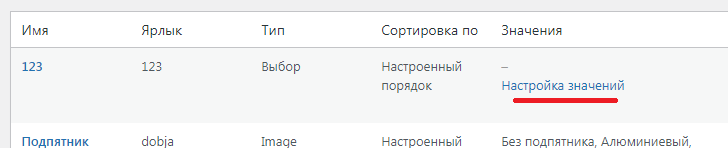 Имя Ярлык Тип Сортировка по Значения
123 123 Выбор Настроенный порядок –
Настройка значений
Подпятник dobja Image Настроенный Без подпятника, Алюминиевый,